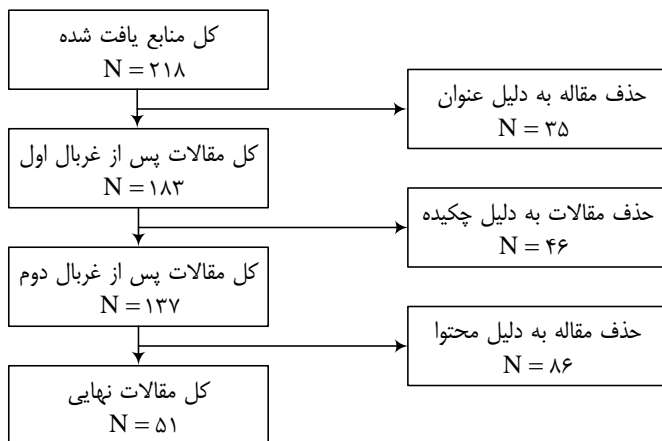 کل منابع یافت شده
N = ۲۱۸
حذف مقاله به دلیل عنوان
N = ۳۵
کل مقالات پس از غربال اول
N = ۱۸۳
حذف مقالات به دلیل چکیده
N = ۴۶
کل مقالات پس از غربال دوم
N = ۱۳۷
حذف مقاله به دلیل محتوا
N = ۸۶
کل مقالات نهایی
N = ۵۱